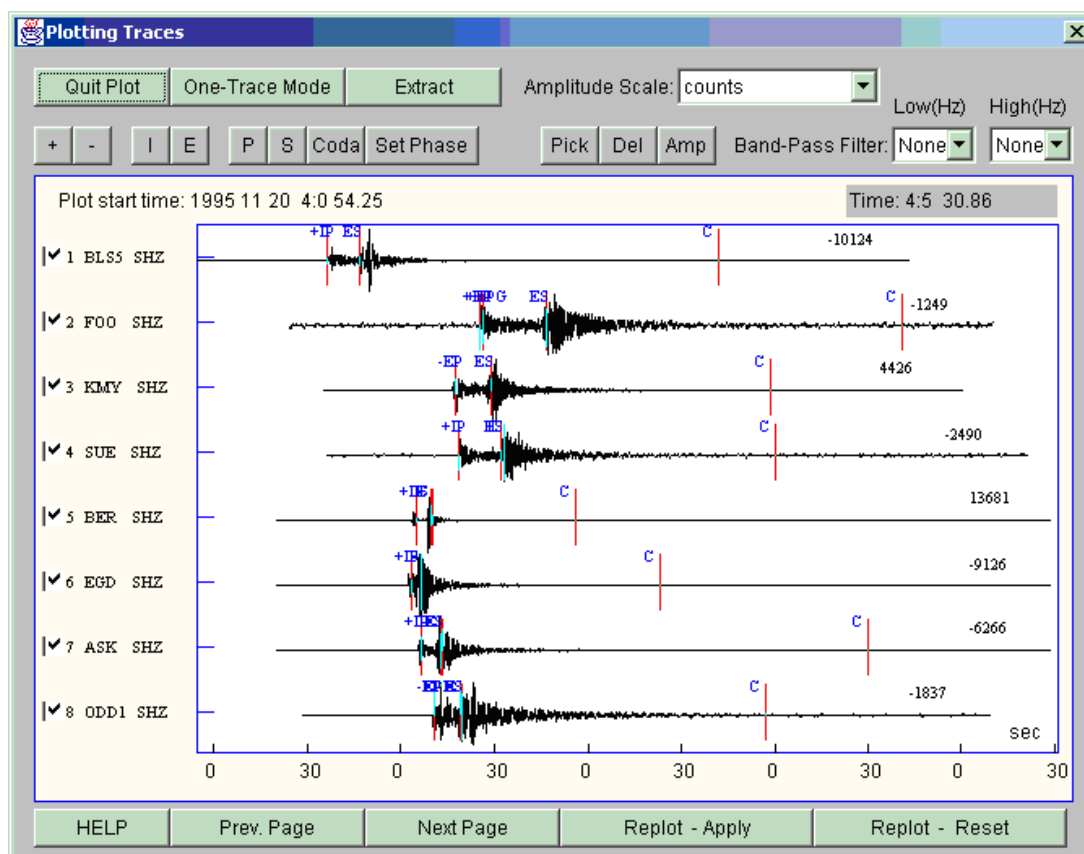 Plotting Traces
Quit Plot One-Trace Mode Extract Amplitude Scale: counts
Low(Hz) High(Hz)
+ - I E P S Coda Set Phase Pick Del Amp Band-Pass Filter: None None
Plot start time: 1995 11 20 4:0 54.25 Time: 4:5 30.86
+IP ES C -10124
1 BLS5 SHZ
ES C -1249
2 FOO SHZ
-EP ES C 4426
3 KMY SHZ
+IP C -2490
4 SUE SHZ
C 13681
5 BER SHZ
C -9126
6 EGD SHZ
C -6266
7 ASK SHZ
C -1837
8 ODD1 SHZ
sec
0 30 0 30 0 30 0 30 0 30
HELP Prev. Page Next Page Replot - Apply Replot - Reset